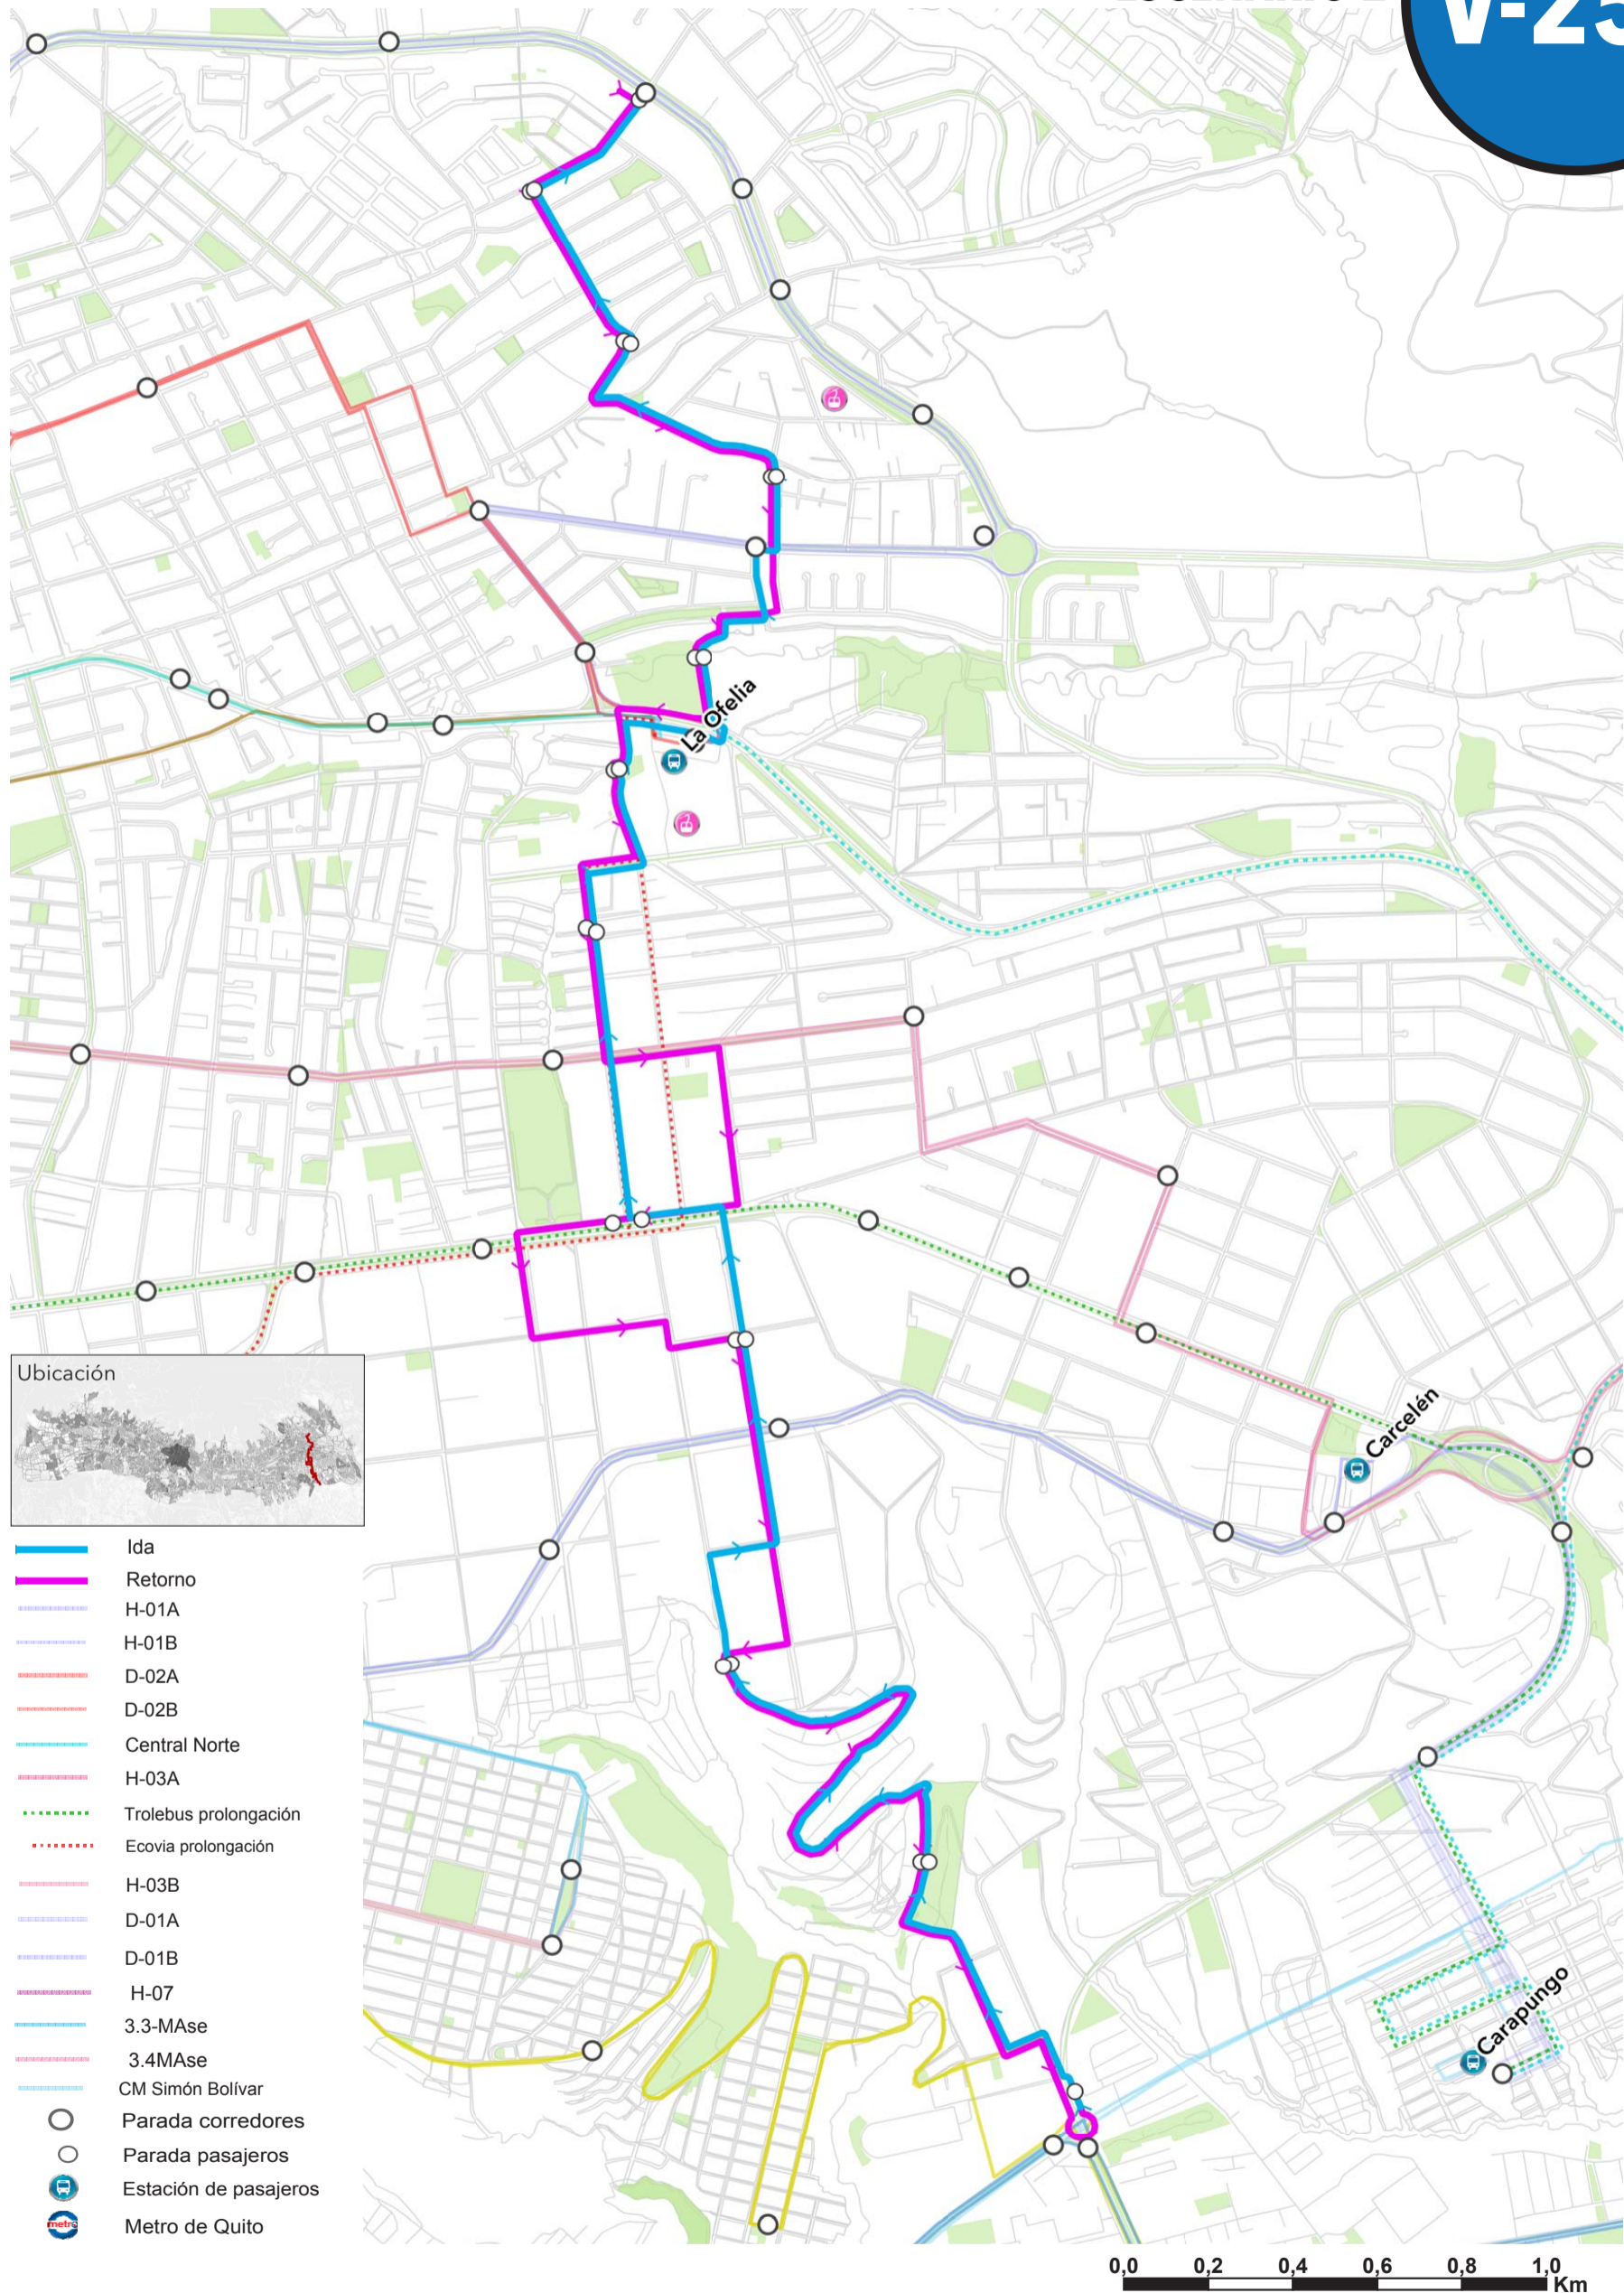 V-25
La Ofelia
Carcelén
Carapungo
Ubicación
Ida
Retorno
H-01A
H-01B
D-02A
D-02B
Central Norte
H-03A
Trolebus prolongación
Ecovia prolongación
H-03B
D-01A
D-01B
H-07
3.3-MAse
3.4MAse
CM Simón Bolívar
Parada corredores
Parada pasajeros
Estación de pasajeros
metro
Metro de Quito
0,0 0,2 0,4 0,6 0,8 1,0
Km